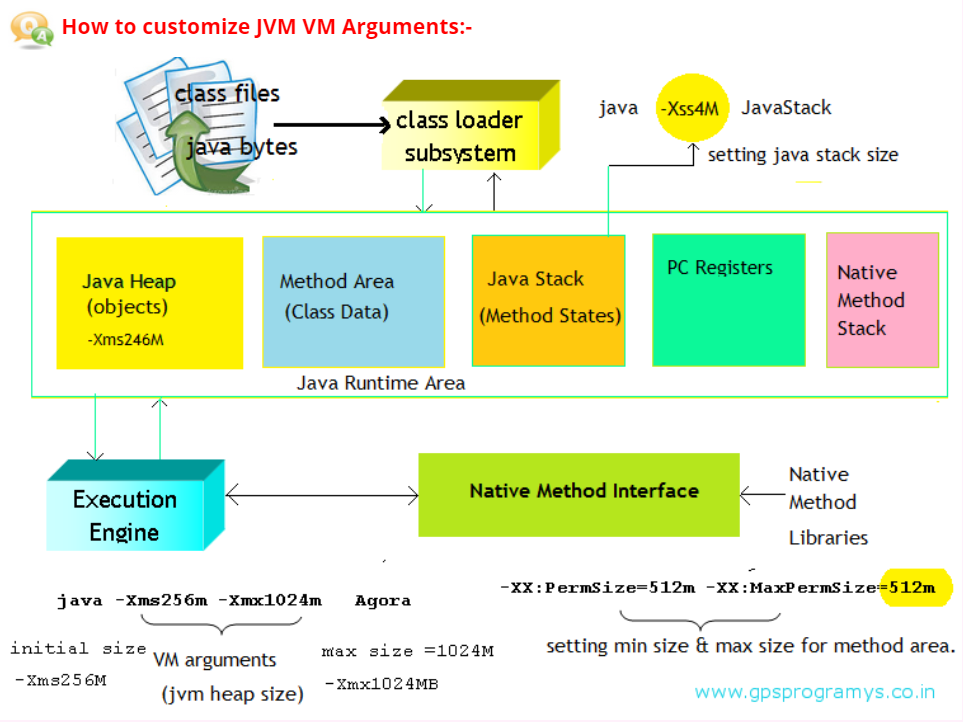 Q A
How to customize JVM VM Arguments:-
class files
java bytes
class loader
subsystem
java -Xss4M JavaStack
setting java stack size
Java Heap
(objects)
-Xms246M
Method Area
(Class Data)
Java Stack
(Method States)
PC Registers
Native
Method
Stack
Java Runtime Area
Execution
Engine
Native Method Interface
Native
Method
Libraries
java -Xms256m -Xmx1024m Agora
-XX:PermSize=512m -XX:MaxPermSize=512m
initial size
-Xms256M
VM arguments
(jvm heap size)
max size =1024M
-Xmx1024MB
setting min size & max size for method area.
www.gpsprogramys.co.in